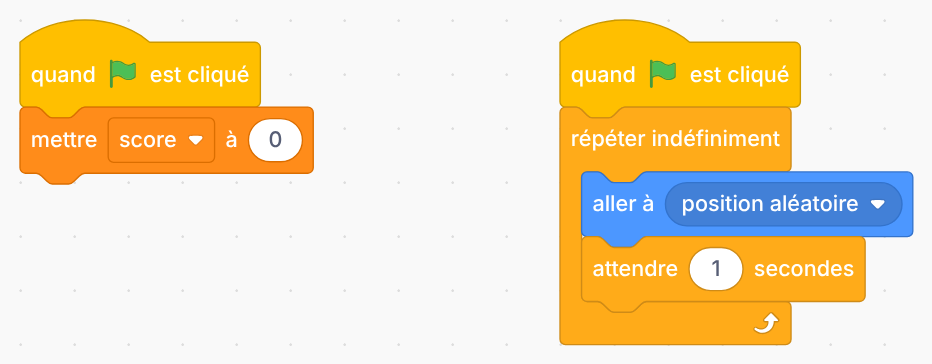 quand est cliqué
mettre score à 0
quand est cliqué
répéter indéfiniment
aller à position aléatoire
attendre 1 secondes